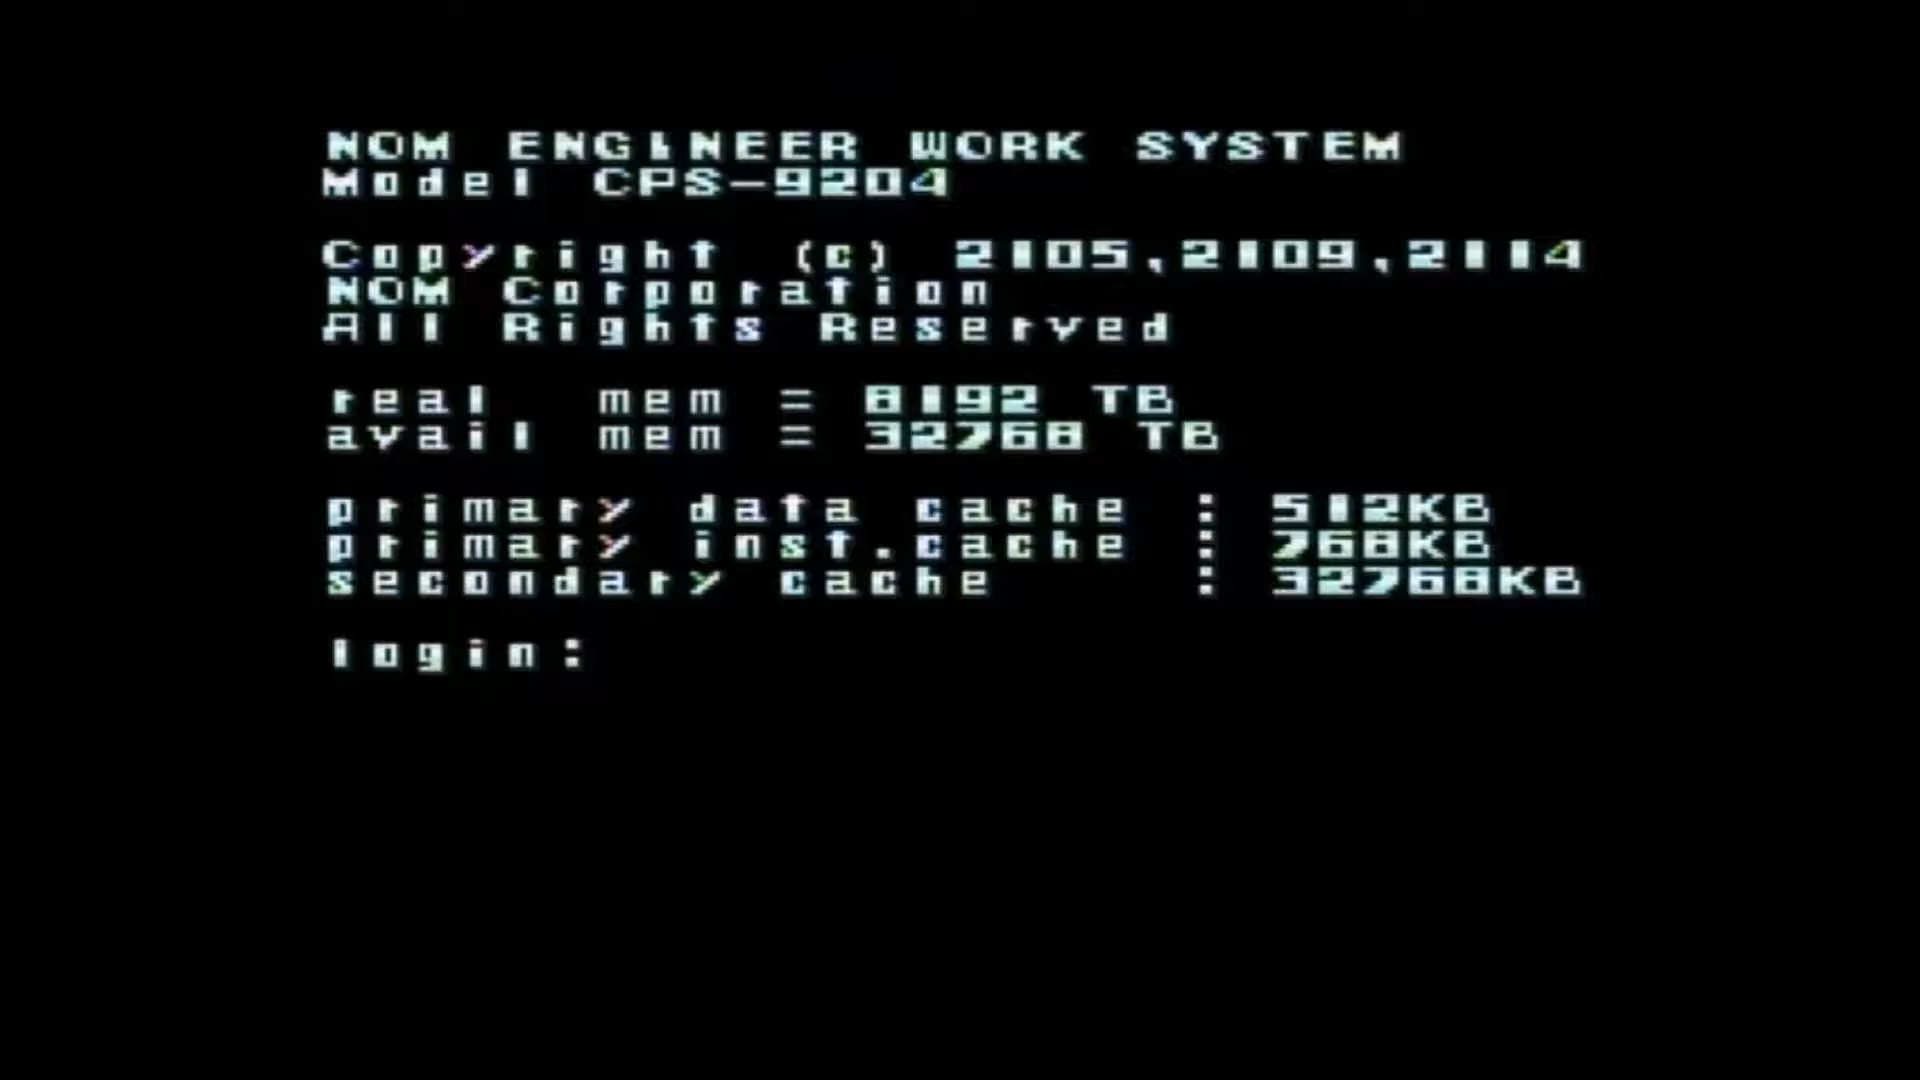 NOM ENGINEER WORK SYSTEM
Model CPS-9204
Copyright (c) 2105,2109,2114
NOM Corporation
All Rights Reserved
real mem = 8192 TB
avail mem = 32768 TB
primary data cache : 512KB
primary inst.cache : 768KB
secondary cache : 32768KB
login: